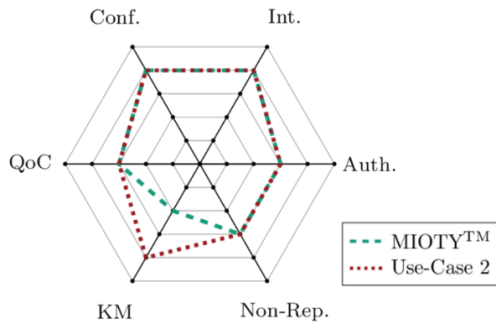 Conf. Int.
QoC Auth.
MIOTY™
Use-Case 2
KM Non-Rep.